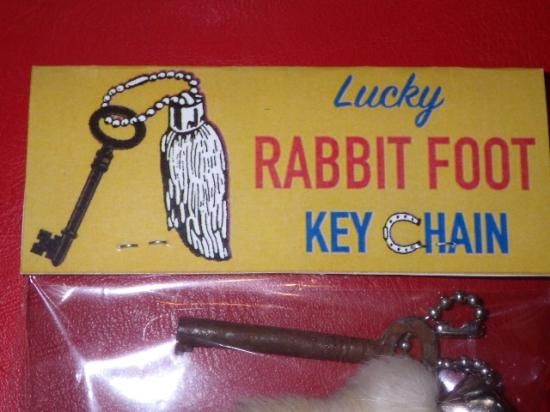 Lucky
RABBIT FOOT
KEY CHAIN